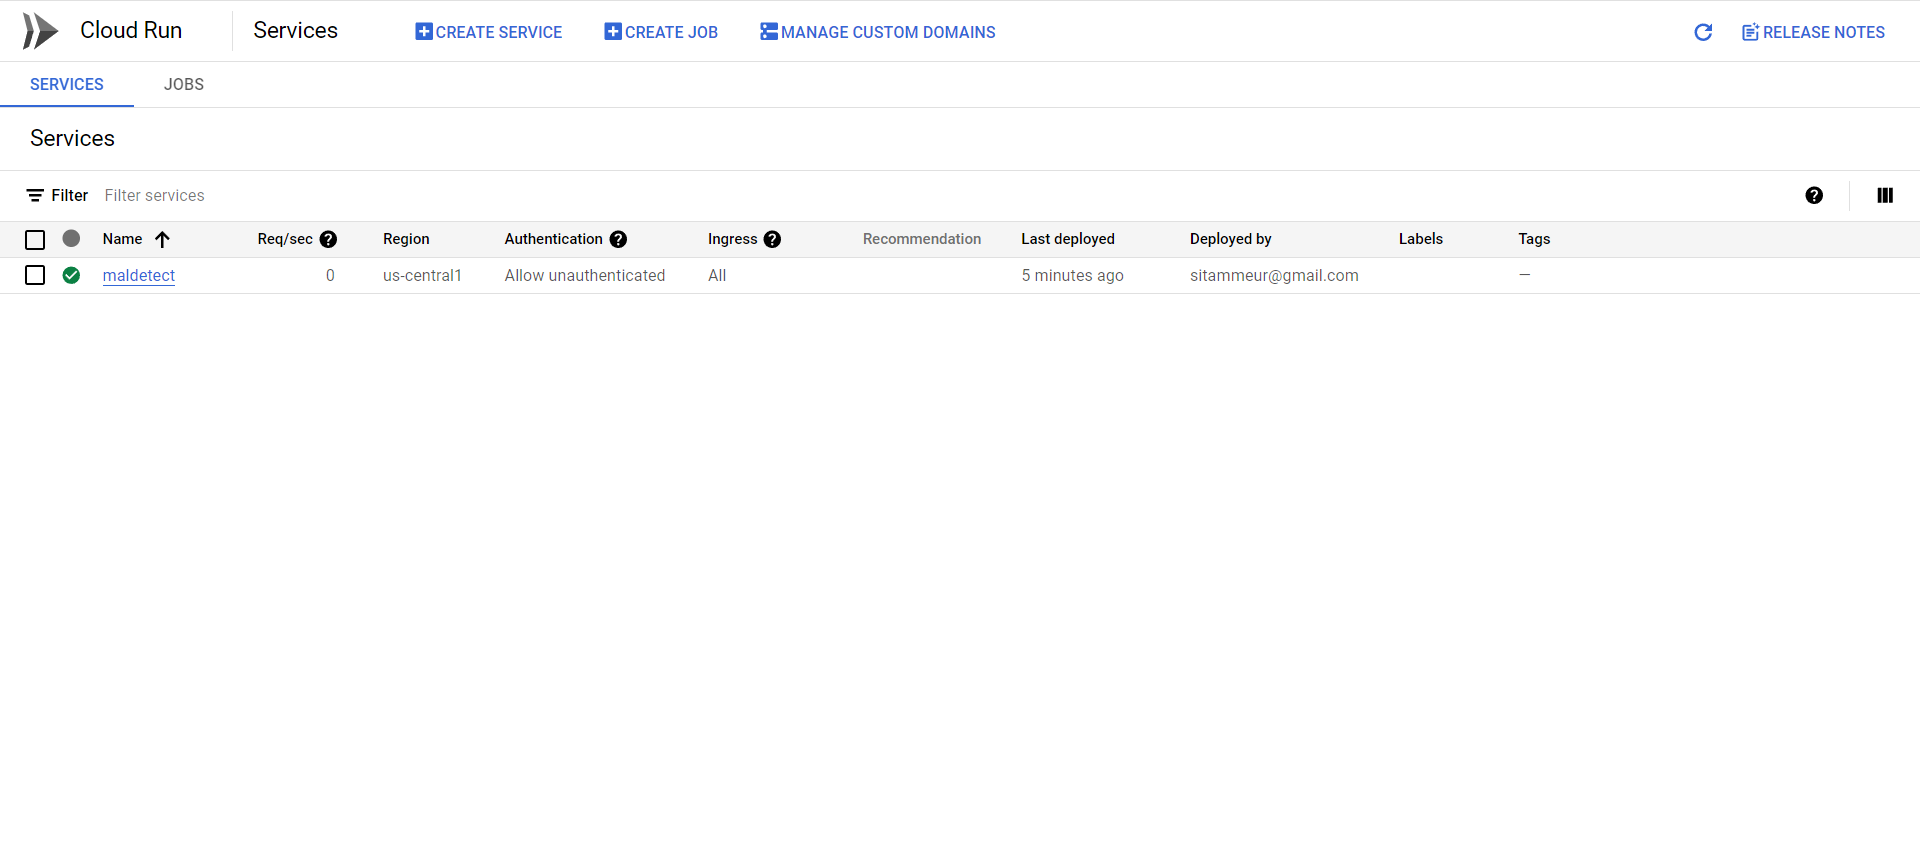 Cloud Run Services CREATE SERVICE CREATE JOB MANAGE CUSTOM DOMAINS RELEASE NOTES
SERVICES JOBS
Services
Filter Filter services
Name Req/sec Region Authentication Ingress Recommendation Last deployed Deployed by Labels Tags
maldetect 0 us-central1 Allow unauthenticated All 5 minutes ago sitammeur@gmail.com —